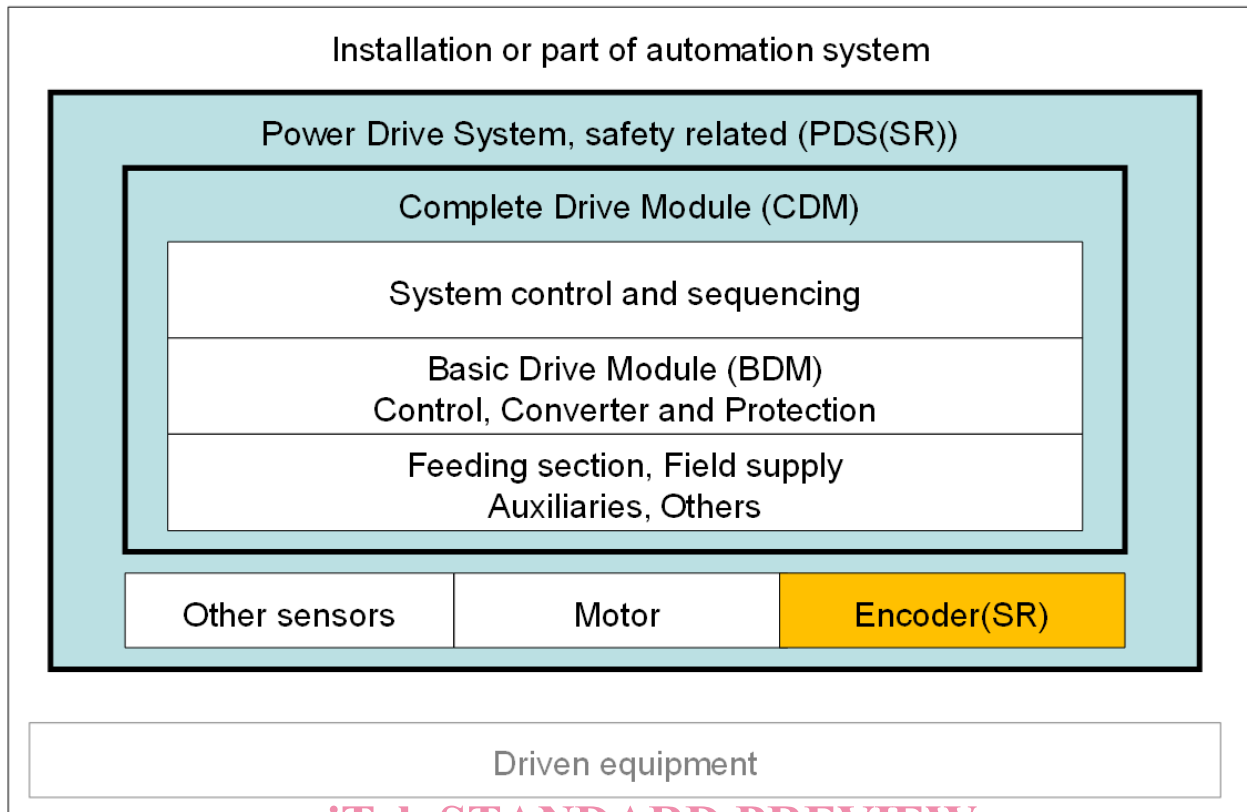 Installation or part of automation system
Power Drive System, safety related (PDS(SR))
Complete Drive Module (CDM)
System control and sequencing
Basic Drive Module (BDM)
Control, Converter and Protection
Feeding section, Field supply
Auxiliaries, Others
Other sensors
Motor
Encoder(SR)
Driven equipment
STANDARD PREVIEW